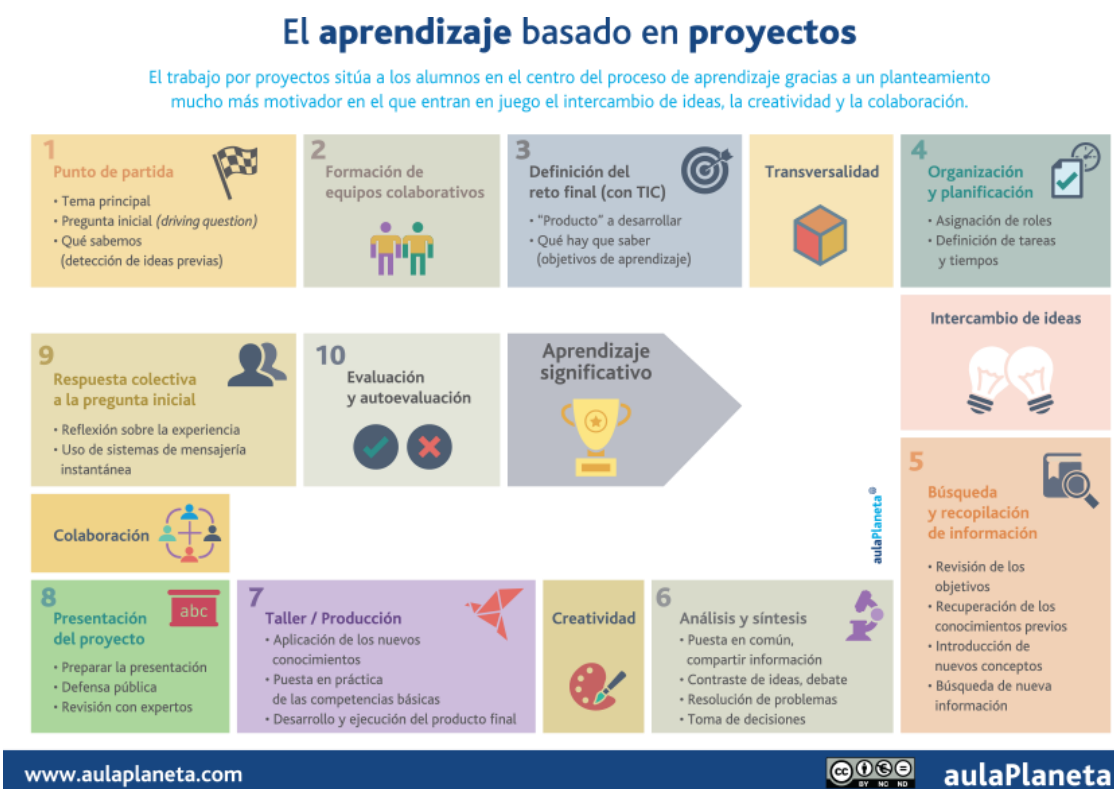 El aprendizaje basado en proyectos
El trabajo por proyectos sitúa a los alumnos en el centro del proceso de aprendizaje gracias a un planteamiento
mucho más motivador en el que entran en juego el intercambio de ideas, la creatividad y la colaboración.
1
Punto de partida
• Tema principal
• Pregunta inicial (driving question)
• Qué sabemos
(detección de ideas previas)
2
Formación de
equipos colaborativos
3
Definición del
reto final (con TIC)
• "Producto" a desarrollar
• Qué hay que saber
(objetivos de aprendizaje)
Transversalidad
4
Organización
y planificación
• Asignación de roles
• Definición de tareas
y tiempos
Intercambio de ideas
5
Búsqueda
y recopilación
de información
• Revisión de los
objetivos
• Recuperación de los
conocimientos previos
• Introducción de
nuevos conceptos
• Búsqueda de nueva
información
6
Análisis y síntesis
• Puesta en común,
compartir información
• Contraste de ideas, debate
• Resolución de problemas
• Toma de decisiones
Creatividad
7
Taller / Producción
• Aplicación de los nuevos
conocimientos
• Puesta en práctica
de las competencias básicas
• Desarrollo y ejecución del producto final
8
abc
Presentación
del proyecto
• Preparar la presentación
• Defensa pública
• Revisión con expertos
Colaboración
9
Respuesta colectiva
a la pregunta inicial
• Reflexión sobre la experiencia
• Uso de sistemas de mensajería
instantánea
10
Evaluación
y autoevaluación
Aprendizaje
significativo
aulaPlaneta®
www.aulaplaneta.com
cc BY NC ND
aulaPlaneta